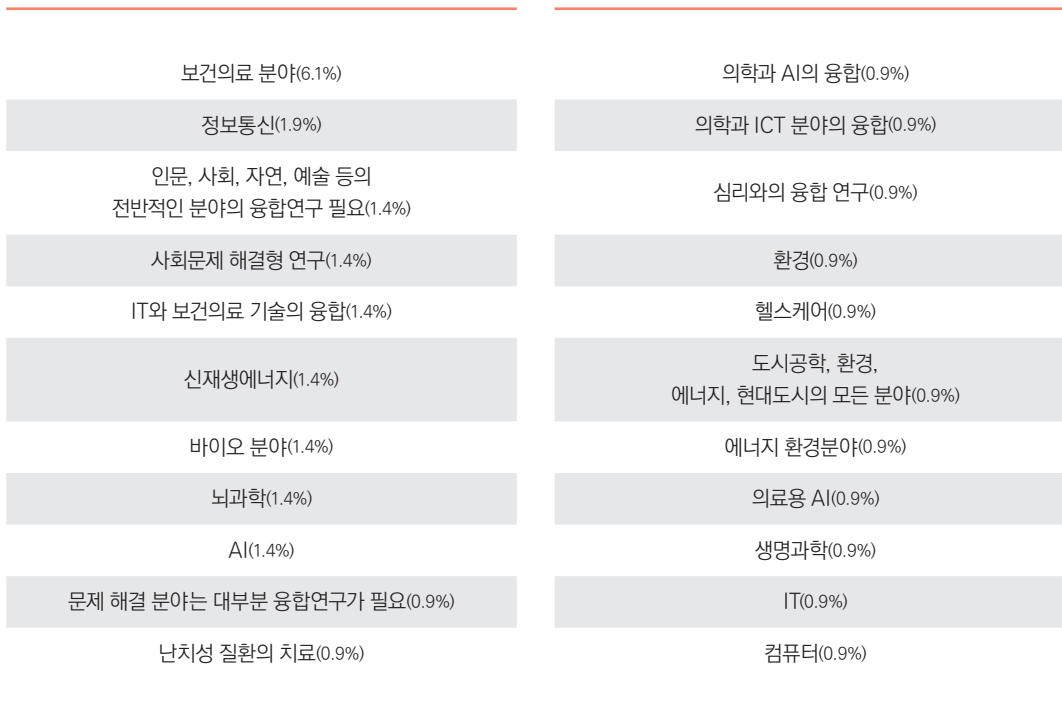 보건의료 분야(6.1%)
정보통신(1.9%)
인문, 사회, 자연, 예술 등의
전반적인 분야의 융합연구 필요(1.4%)
사회문제 해결형 연구(1.4%)
IT와 보건의료 기술의 융합(1.4%)
신재생에너지(1.4%)
바이오 분야(1.4%)
뇌과학(1.4%)
AI(1.4%)
문제 해결 분야는 대부분 융합연구가 필요(0.9%)
난치성 질환의 치료(0.9%)
의학과 AI의 융합(0.9%)
의학과 ICT 분야의 융합(0.9%)
심리와의 융합 연구(0.9%)
환경(0.9%)
헬스케어(0.9%)
도시공학, 환경,
에너지, 현대도시의 모든 분야(0.9%)
에너지 환경분야(0.9%)
의료용 AI(0.9%)
생명과학(0.9%)
IT(0.9%)
컴퓨터(0.9%)